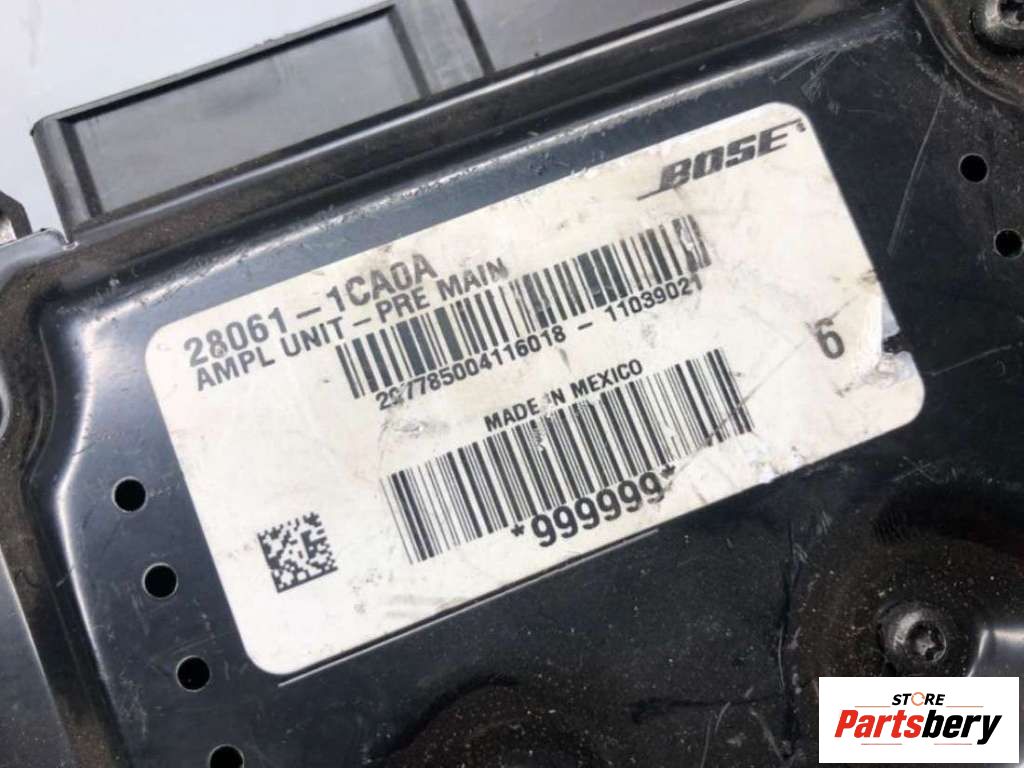 BOSE
28061-1CA0A
AMPL UNIT-PRE MAIN
MADE IN MEXICO
*999999*
6
STORE
Partsbery